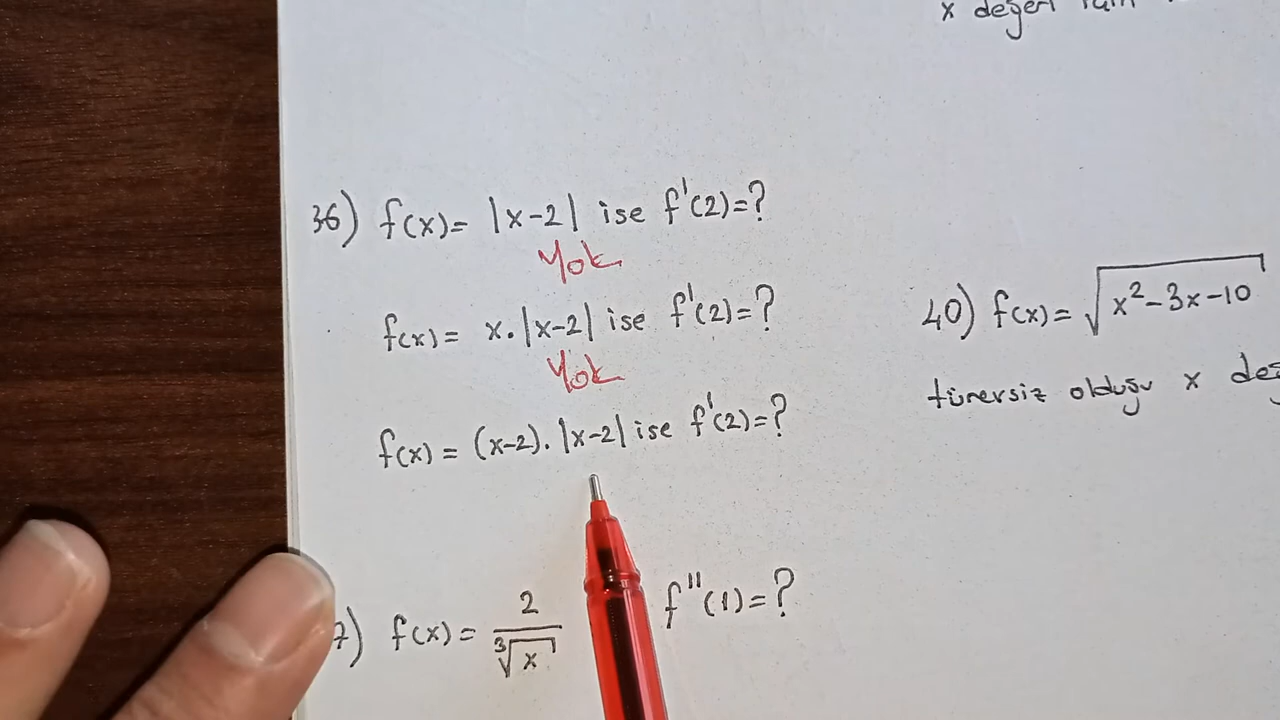 x değeri
36) f(x) = |x-2| ise f'(2)=?
Yok
f(x) = x.|x-2| ise f'(2)=?
Yok
f(x) = (x-2).|x-2| ise f'(2)=?
7) f(x) = 2/∛x f''(1)=?
40) f(x) = √(x²-3x-10)
türevsiz olduğu x